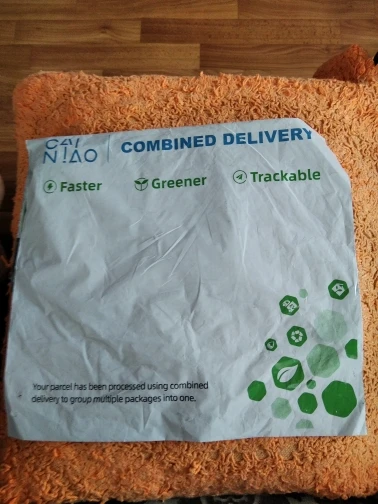 CAI
NIAO
COMBINED DELIVERY
Faster
Greener
Trackable
Your parcel has been processed using combined
delivery to group multiple packages into one.